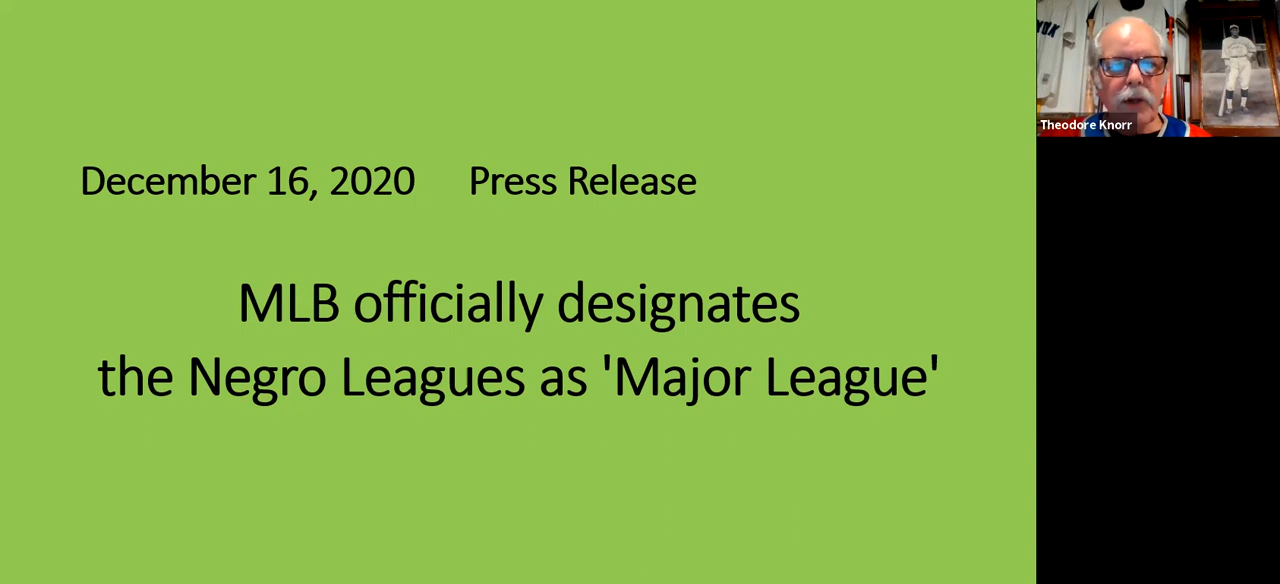 December 16, 2020 Press Release
MLB officially designates
the Negro Leagues as 'Major League'
Theodore Knorr